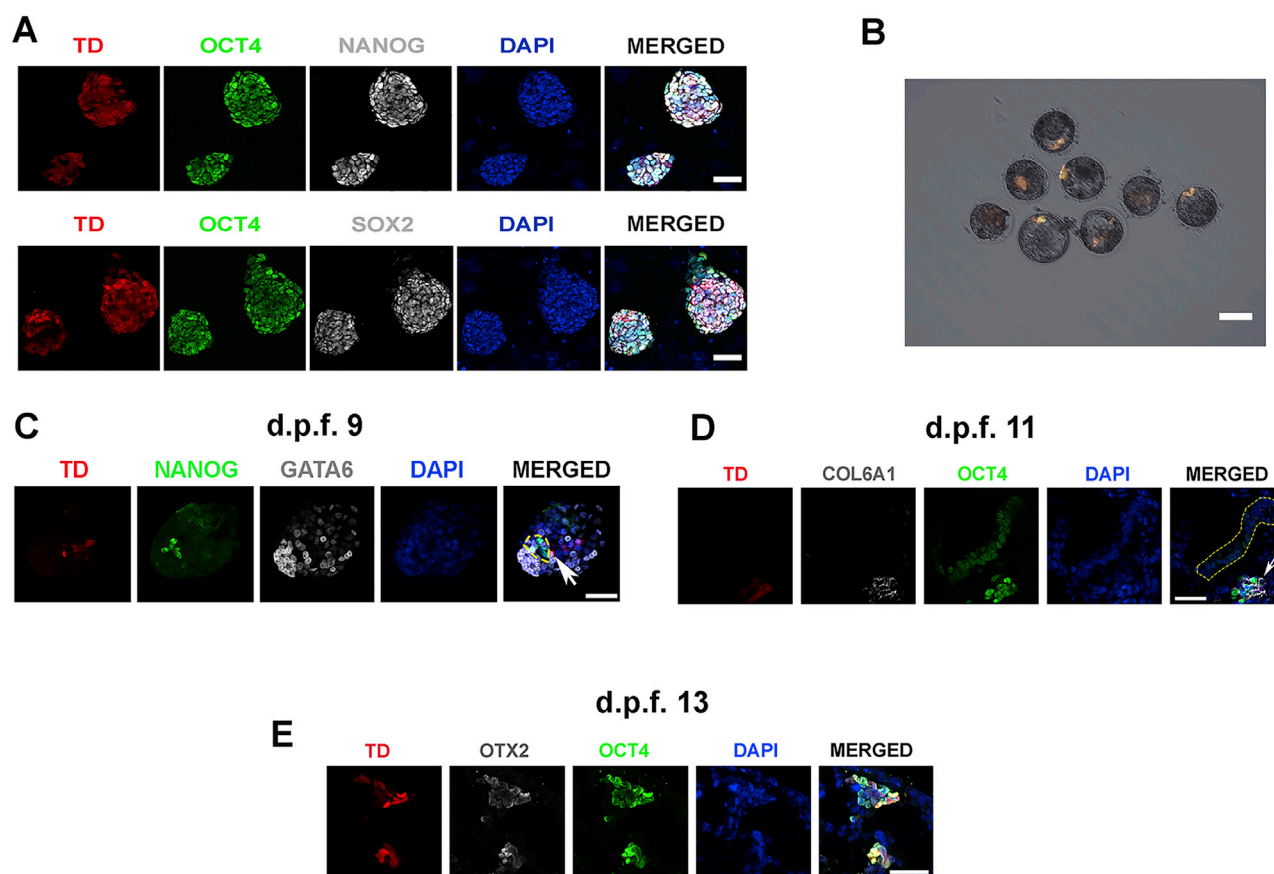 A
TD OCT4 NANOG DAPI MERGED
TD OCT4 SOX2 DAPI MERGED
B
C
d.p.f. 9
TD NANOG GATA6 DAPI MERGED
D
d.p.f. 11
TD COL6A1 OCT4 DAPI MERGED
d.p.f. 13
E
TD OTX2 OCT4 DAPI MERGED